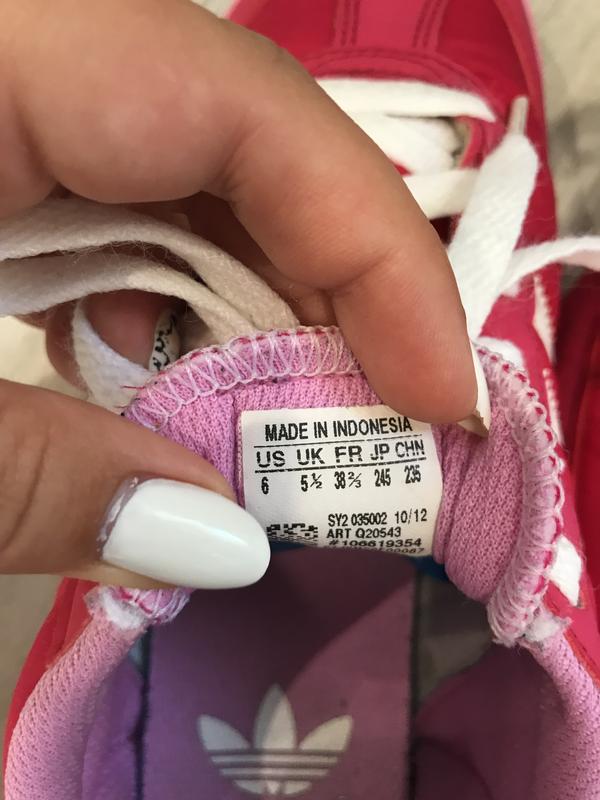 MADE IN INDONESIA
US UK FR JP CHN
6 5½ 38⅔ 245 235
SY2 035002 10/12
ART Q20543
#106619354